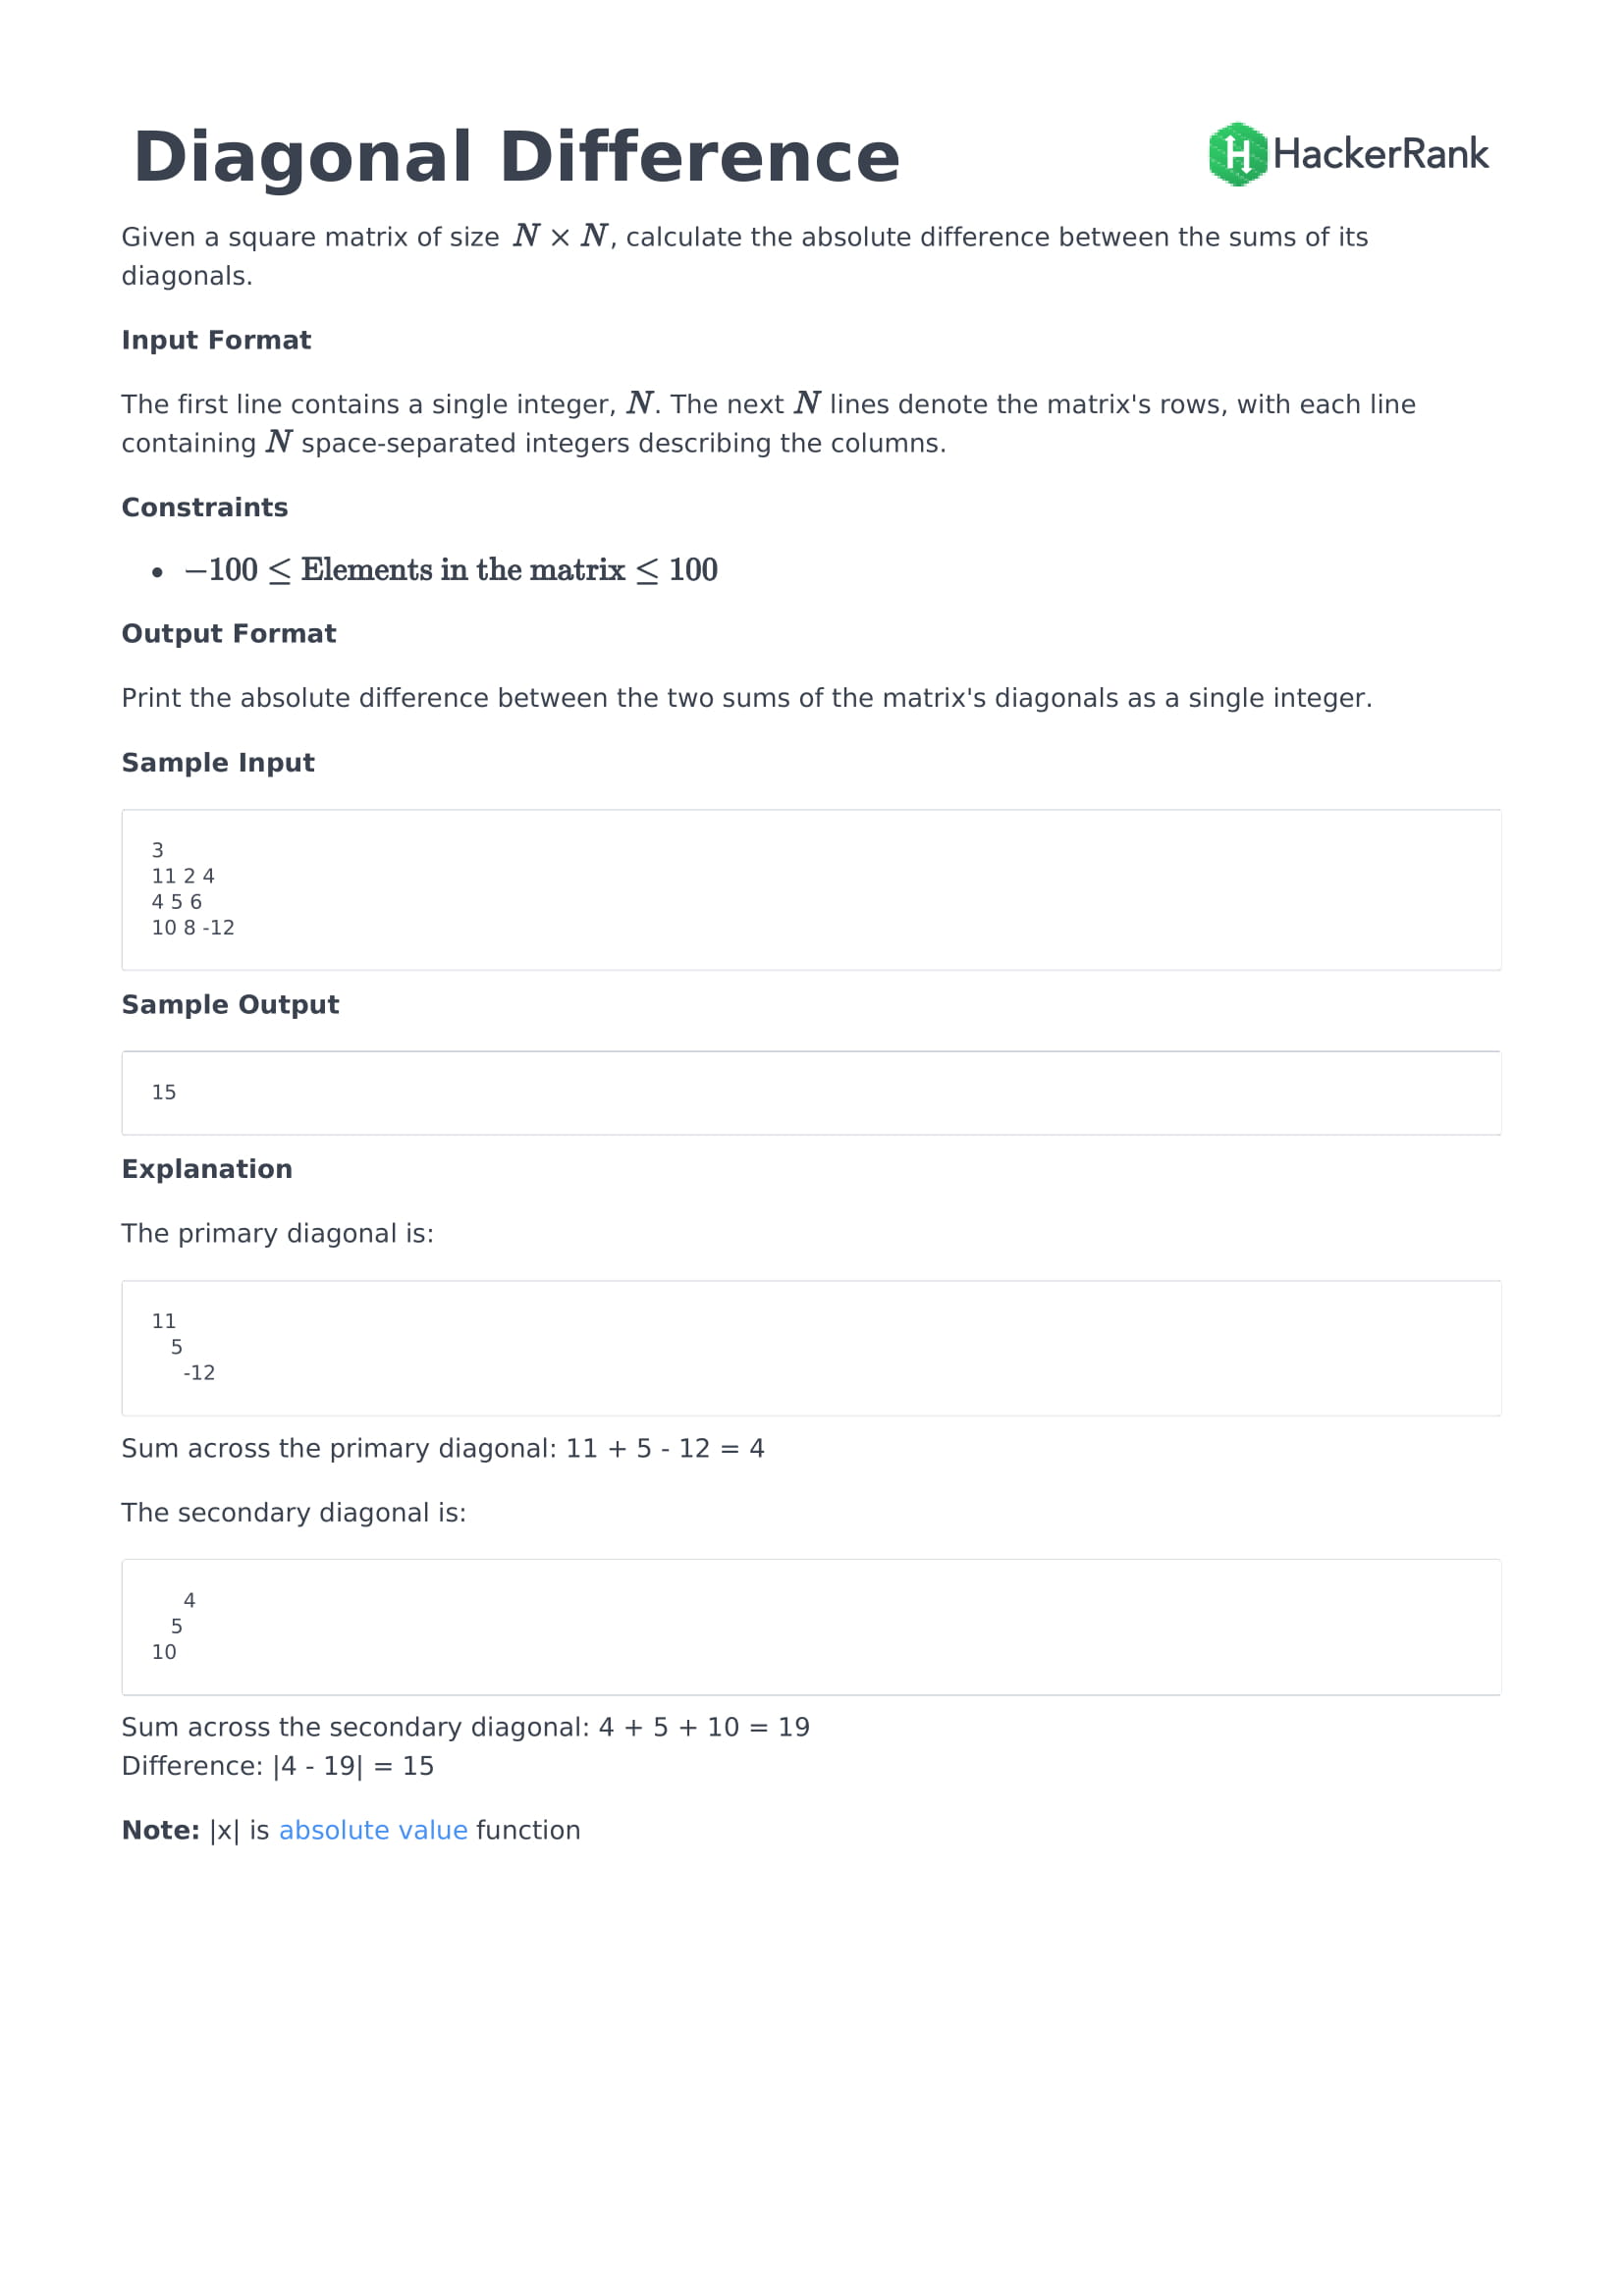 Diagonal Difference
HackerRank
Given a square matrix of size N × N, calculate the absolute difference between the sums of its
diagonals.
Input Format
The first line contains a single integer, N. The next N lines denote the matrix's rows, with each line
containing N space-separated integers describing the columns.
Constraints
• −100 ≤ Elements in the matrix ≤ 100
Output Format
Print the absolute difference between the two sums of the matrix's diagonals as a single integer.
Sample Input
3
11 2 4
4 5 6
10 8 -12
Sample Output
15
Explanation
The primary diagonal is:
11
5
-12
Sum across the primary diagonal: 11 + 5 - 12 = 4
The secondary diagonal is:
4
5
10
Sum across the secondary diagonal: 4 + 5 + 10 = 19
Difference: |4 - 19| = 15
Note: |x| is absolute value function